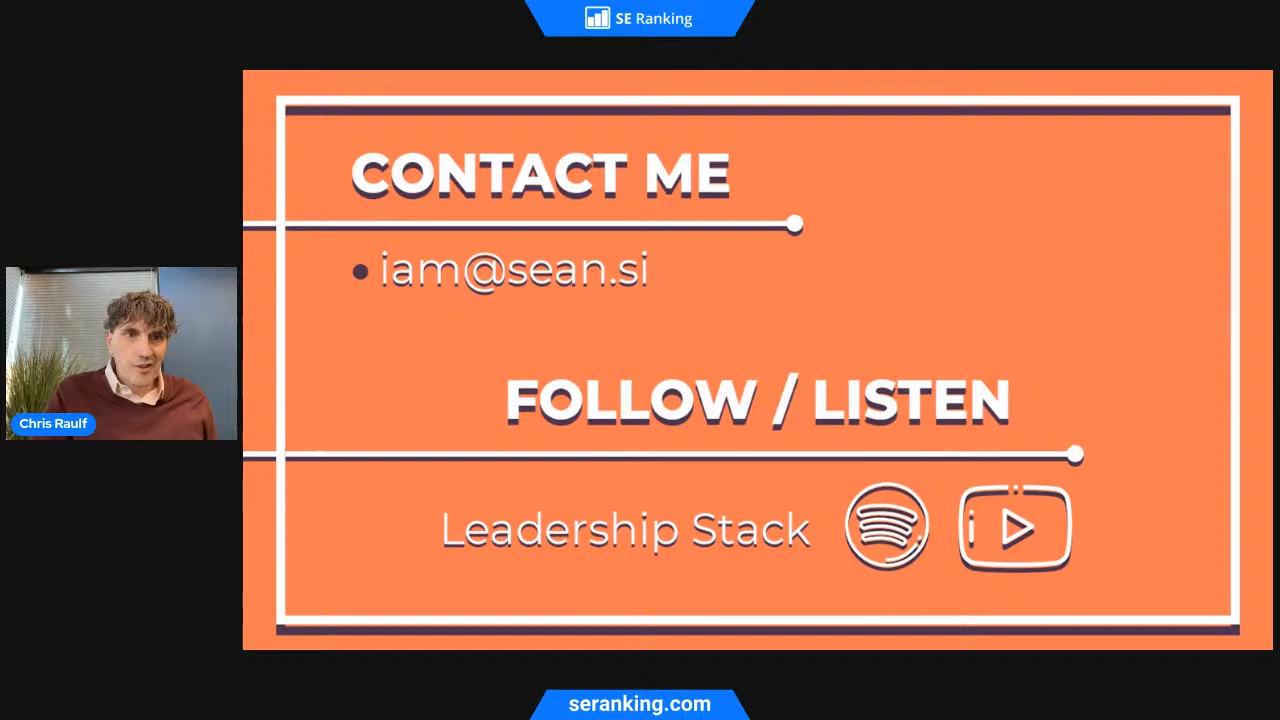 SE Ranking
CONTACT ME
• iam@sean.si
FOLLOW / LISTEN
Leadership Stack
Chris Raulf
seranking.com